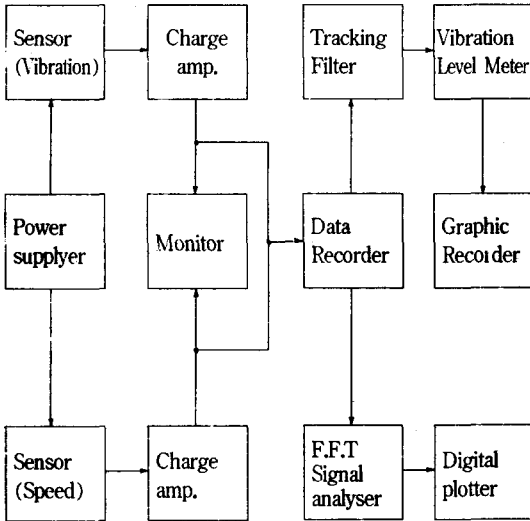 Sensor
(Vibration)
Charge
amp.
Tracking
Filter
Vibration
Level Meter
Power
supplyer
Monitor
Data
Recorder
Graphic
Recorder
Sensor
(Speed)
Charge
amp.
F.F.T
Signal
analyser
Digital
plotter